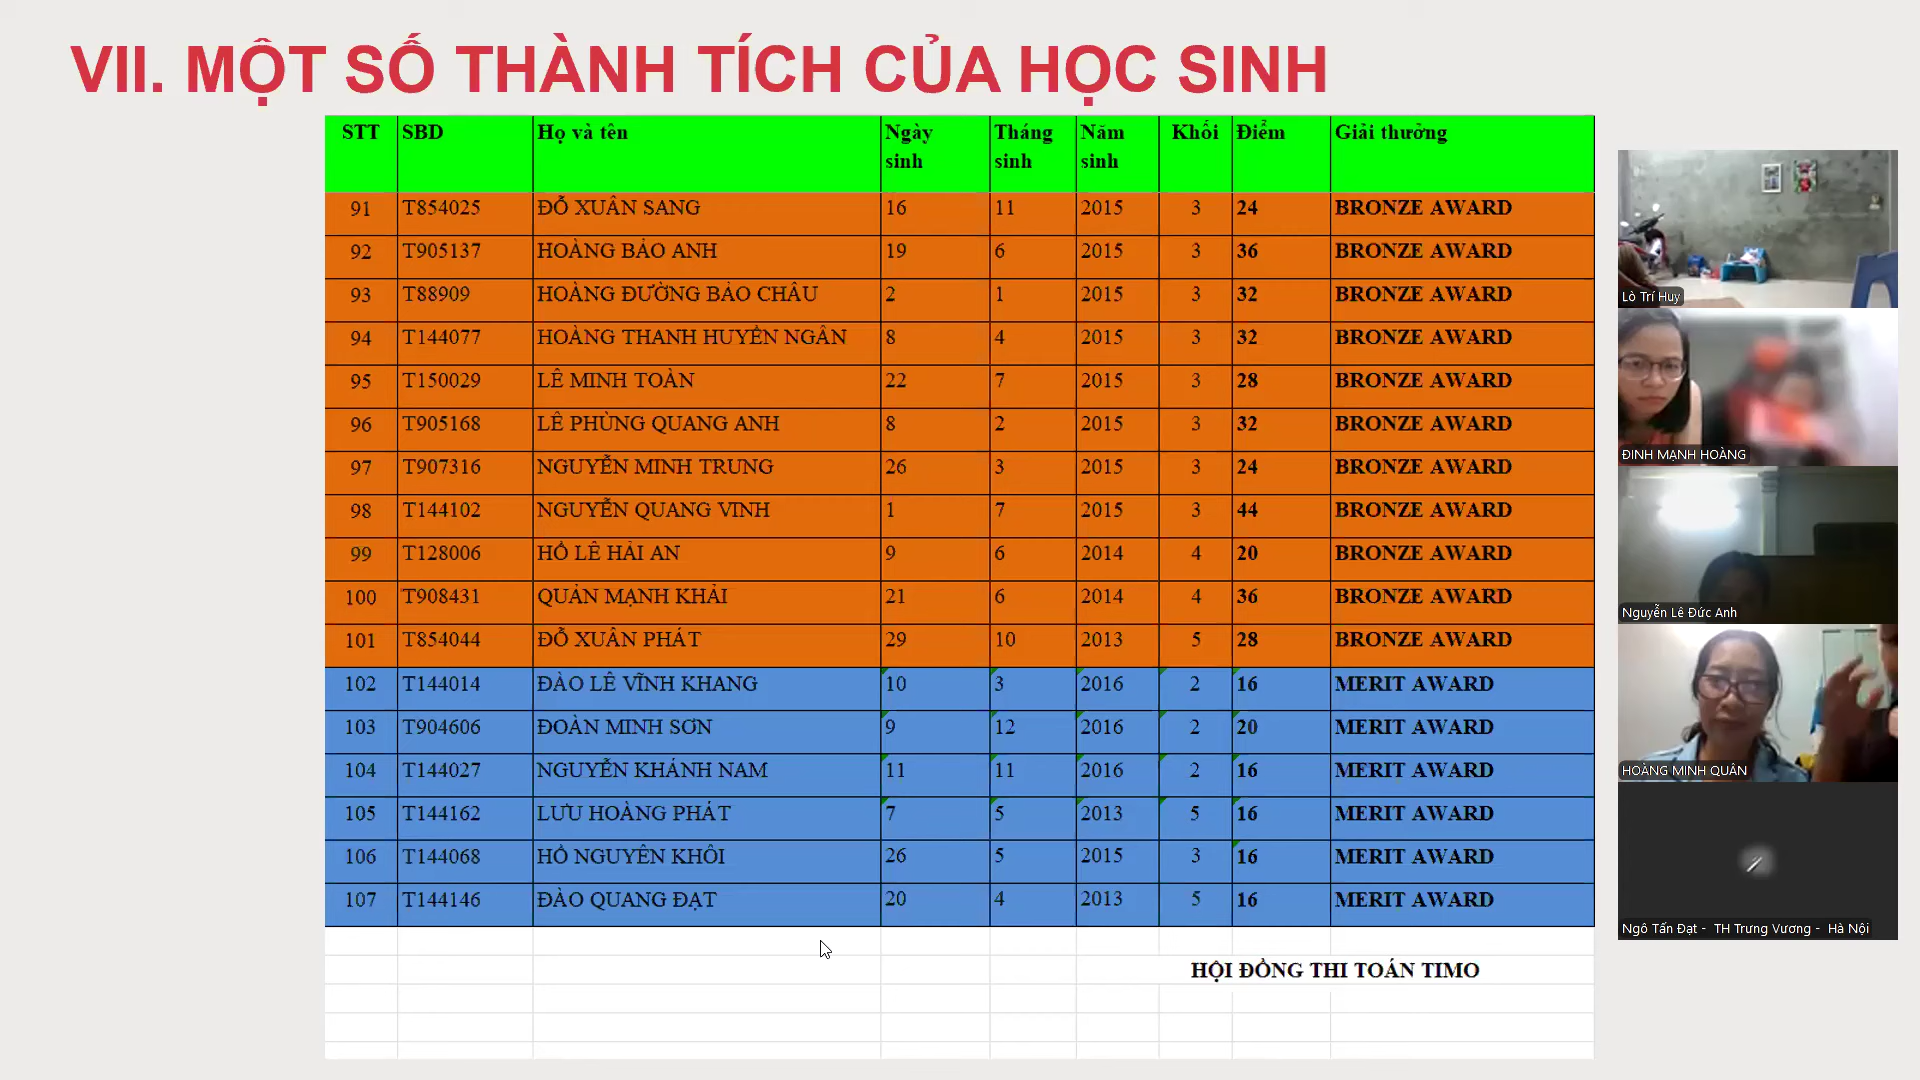 VII. MỘT SỐ THÀNH TÍCH CỦA HỌC SINH
STT SBD Họ và tên Ngày sinh Tháng sinh Năm sinh Khối Điểm Giải thưởng
91 T854025 ĐỖ XUÂN SANG 16 11 2015 3 24 BRONZE AWARD
92 T905137 HOÀNG BẢO ANH 19 6 2015 3 36 BRONZE AWARD
93 T88909 HOÀNG ĐƯỜNG BẢO CHÂU 2 1 2015 3 32 BRONZE AWARD
94 T144077 HOÀNG THANH HUYỀN NGÂN 8 4 2015 3 32 BRONZE AWARD
95 T150029 LÊ MINH TOÀN 22 7 2015 3 28 BRONZE AWARD
96 T905168 LÊ PHÙNG QUANG ANH 8 2 2015 3 32 BRONZE AWARD
97 T907316 NGUYỄN MINH TRUNG 26 3 2015 3 24 BRONZE AWARD
98 T144102 NGUYỄN QUANG VINH 1 7 2015 3 44 BRONZE AWARD
99 T128006 HỒ LÊ HẢI AN 9 6 2014 4 20 BRONZE AWARD
100 T908431 QUẢN MẠNH KHẢI 21 6 2014 4 36 BRONZE AWARD
101 T854044 ĐỖ XUÂN PHÁT 29 10 2013 5 28 BRONZE AWARD
102 T144014 ĐÀO LÊ VĨNH KHANG 10 3 2016 2 16 MERIT AWARD
103 T904606 ĐOÀN MINH SƠN 9 12 2016 2 20 MERIT AWARD
104 T144027 NGUYỄN KHÁNH NAM 11 11 2016 2 16 MERIT AWARD
105 T144162 LƯU HOÀNG PHÁT 7 5 2013 5 16 MERIT AWARD
106 T144068 HỒ NGUYÊN KHÔI 26 5 2015 3 16 MERIT AWARD
107 T144146 ĐÀO QUANG ĐẠT 20 4 2013 5 16 MERIT AWARD
HỘI ĐỒNG THI TOÁN TIMO
Lò Trí Huy
ĐINH MẠNH HOÀNG
Nguyễn Lê Đức Anh
HOÀNG MINH QUÂN
Ngô Tấn Đạt - TH Trưng Vương - Hà Nội